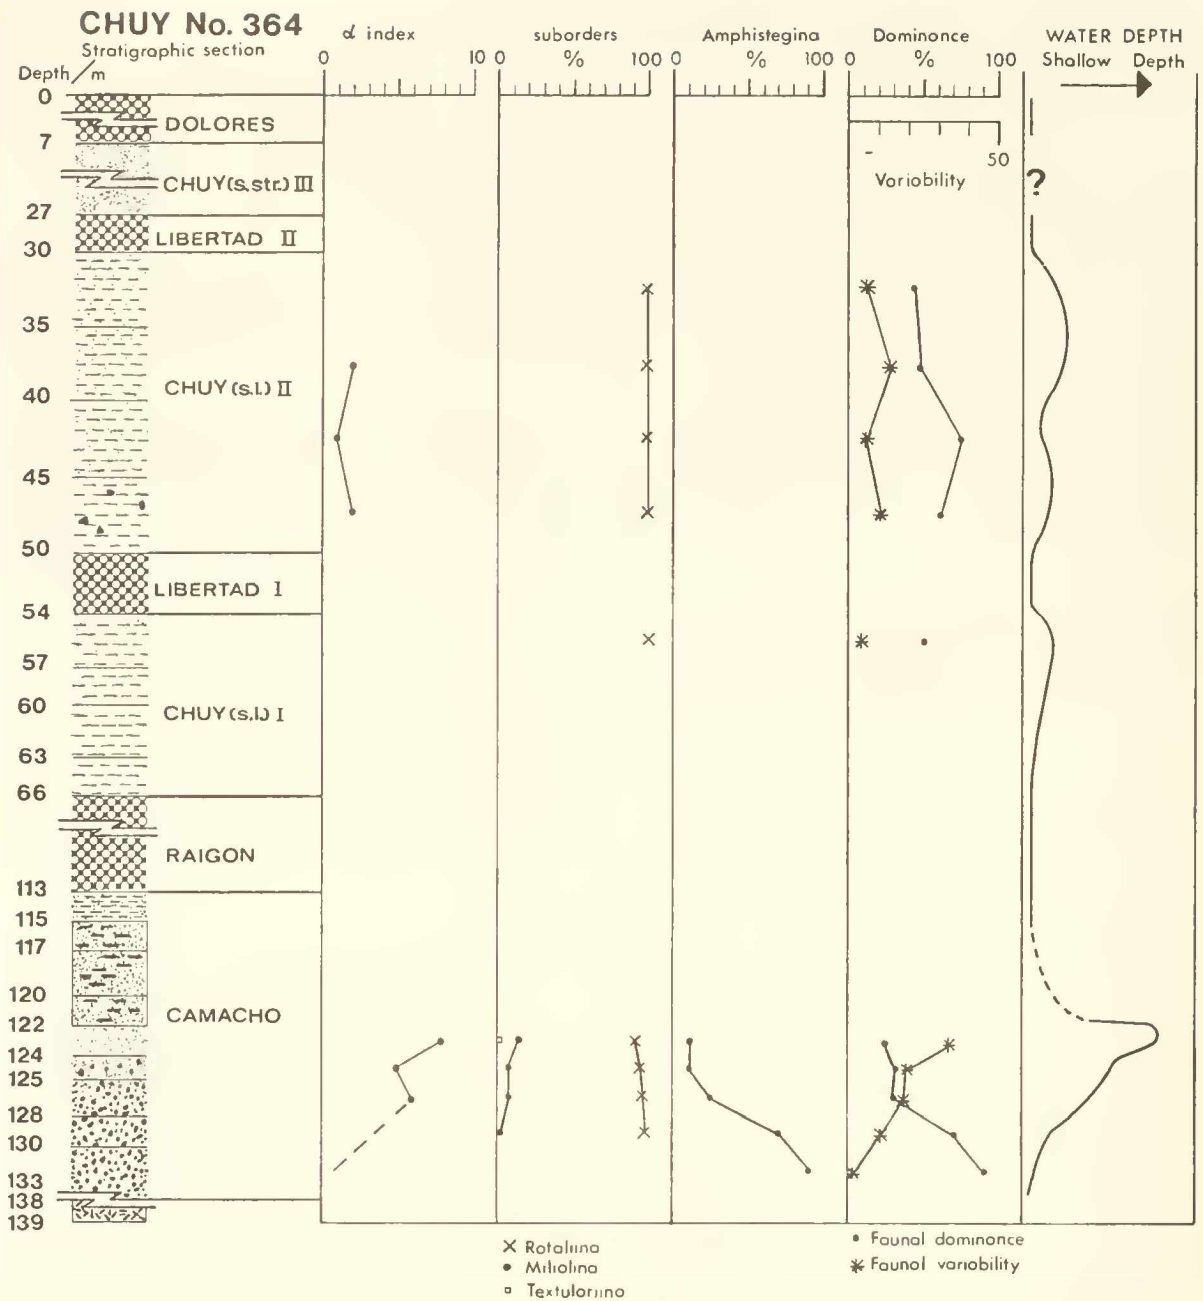 CHUY No. 364
Stratigraphic section
Depth/m
α index
0 10
suborders
0 % 100
Amphistegina
0 100
Dominonce
0 % 100
WATER DEPTH
Shallow Depth
50
Voriobility
?
0
DOLORES
7
CHUY(s.str.) III
27
LIBERTAD II
30
35
CHUY(s.l.) II
40
45
50
LIBERTAD I
54
57
60
CHUY(s.l.) I
63
66
RAIGON
113
115
117
120
CAMACHO
122
124
125
128
130
133
138
139
× Rotaliina
• Miliolina
▫ Textulariina
• Faunal dominance
✳ Faunal variability